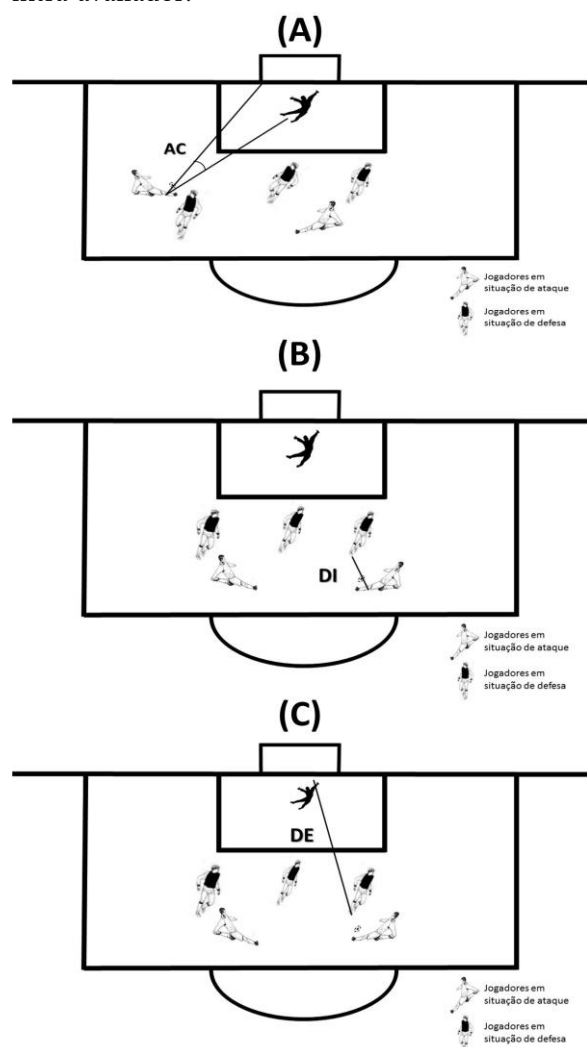 (A)
AC
Jogadores em
situação de ataque
Jogadores em
situação de defesa
(B)
DI
Jogadores em
situação de ataque
Jogadores em
situação de defesa
(C)
DE
Jogadores em
situação de ataque
Jogadores em
situação de defesa